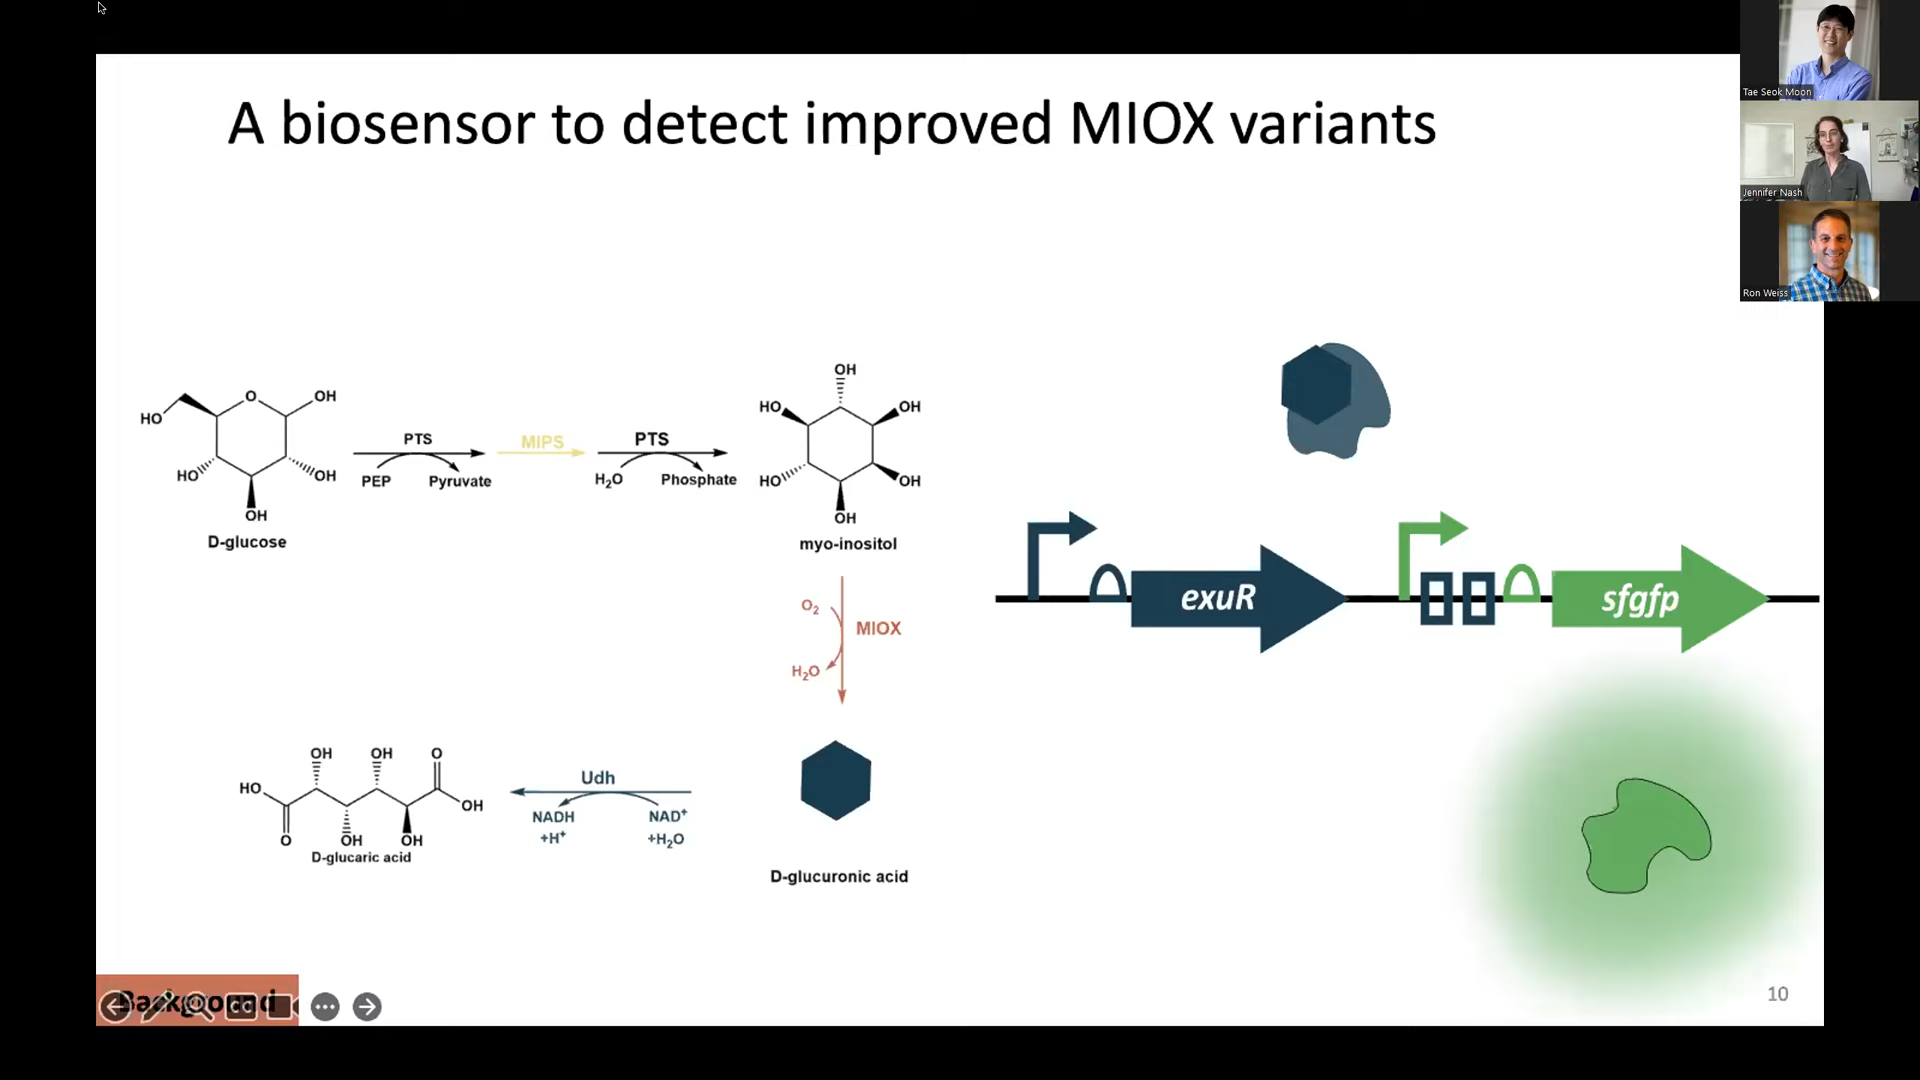 A biosensor to detect improved MIOX variants
Tae Seok Moon
Jennifer Nash
Ron Weiss
HO
O
OH
HO
OH
OH
D-glucose
PTS
PEP
Pyruvate
MIPS
PTS
H₂O
Phosphate
OH
HO
OH
HO
OH
OH
myo-inositol
O₂
MIOX
H₂O
exuR
sfgfp
OH
OH
O
HO
OH
O
OH
OH
D-glucaric acid
Udh
NADH
NAD⁺
+H⁺
+H₂O
D-glucuronic acid
Background
CC
10